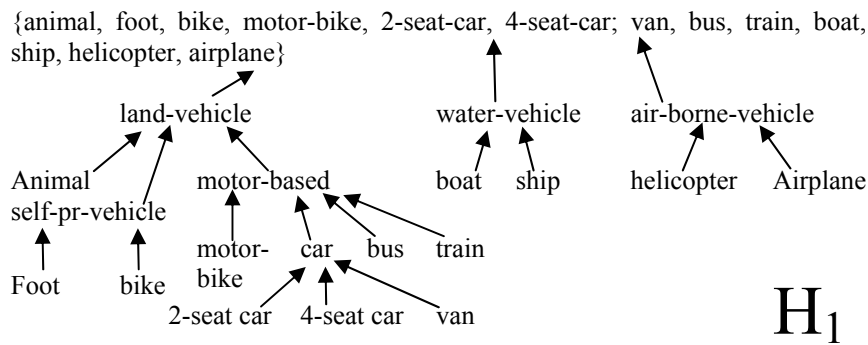 {animal, foot, bike, motor-bike, 2-seat-car, 4-seat-car; van, bus, train, boat,
ship, helicopter, airplane}
land-vehicle water-vehicle air-borne-vehicle
Animal motor-based boat ship helicopter Airplane
self-pr-vehicle
motor- car bus train
bike
Foot bike
2-seat car 4-seat car van
H1